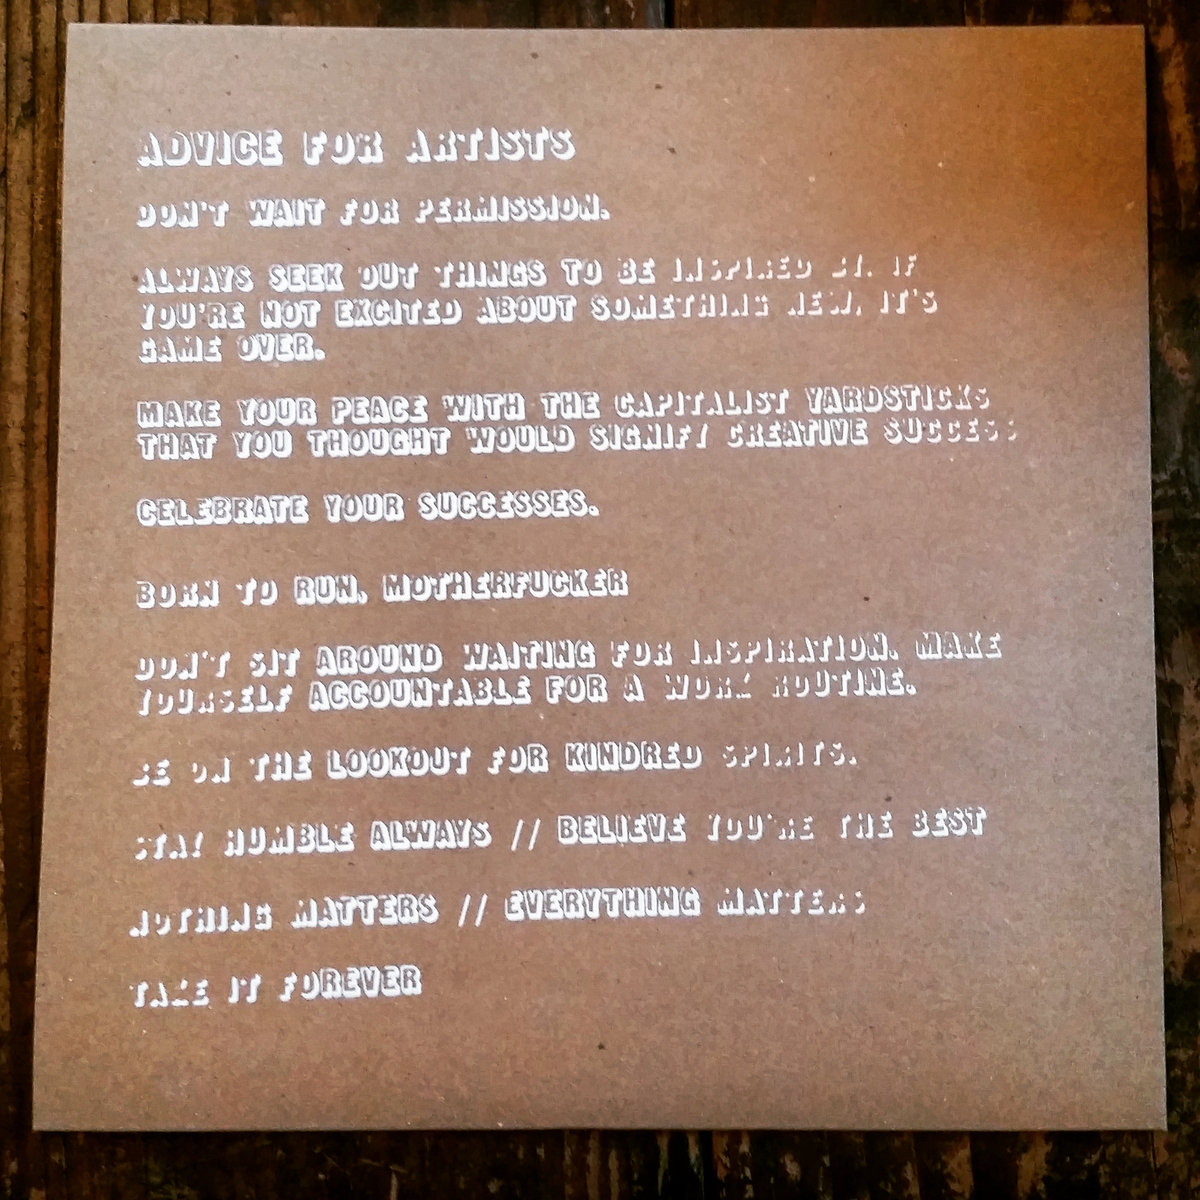 ADVICE FOR ARTISTS
DON'T WAIT FOR PERMISSION.
ALWAYS SEEK OUT THINGS TO BE INSPIRED BY. IF
YOU'RE NOT EXCITED ABOUT SOMETHING NEW, IT'S
GAME OVER.
MAKE YOUR PEACE WITH THE CAPITALIST YARDSTICKS
THAT YOU THOUGHT WOULD SIGNIFY CREATIVE SUCCESS
CELEBRATE YOUR SUCCESSES.
BORN TO RUN, MOTHERFUCKER
DON'T SIT AROUND WAITING FOR INSPIRATION. MAKE
YOURSELF ACCOUNTABLE FOR A WORK ROUTINE.
BE ON THE LOOKOUT FOR KINDRED SPIRITS.
STAY HUMBLE ALWAYS // BELIEVE YOU'RE THE BEST
NOTHING MATTERS // EVERYTHING MATTERS
TAKE IT FOREVER